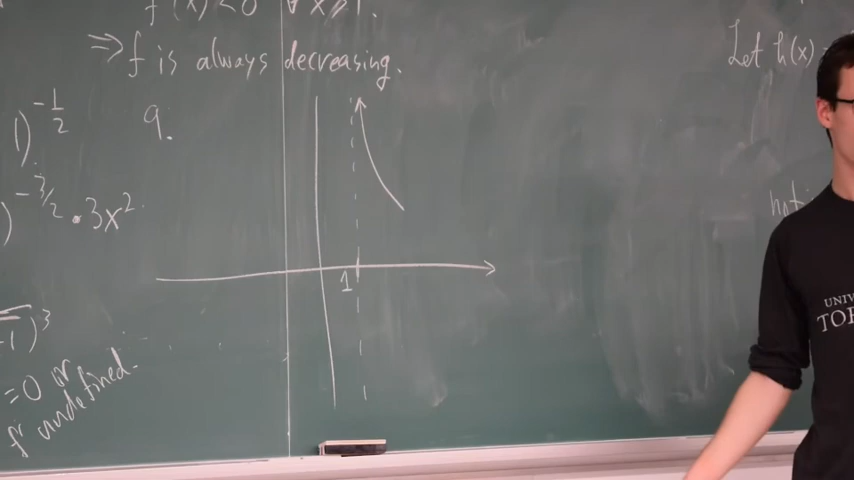 f'(x) < 0 ∀ x ≥ 1.
⇒ f is always decreasing.
1)^{-1/2}.
)^{-3/2} · 3x²
-1)³
=0 or
f' undefined.
9.
1
Let h(x) =
UNIV
TOR